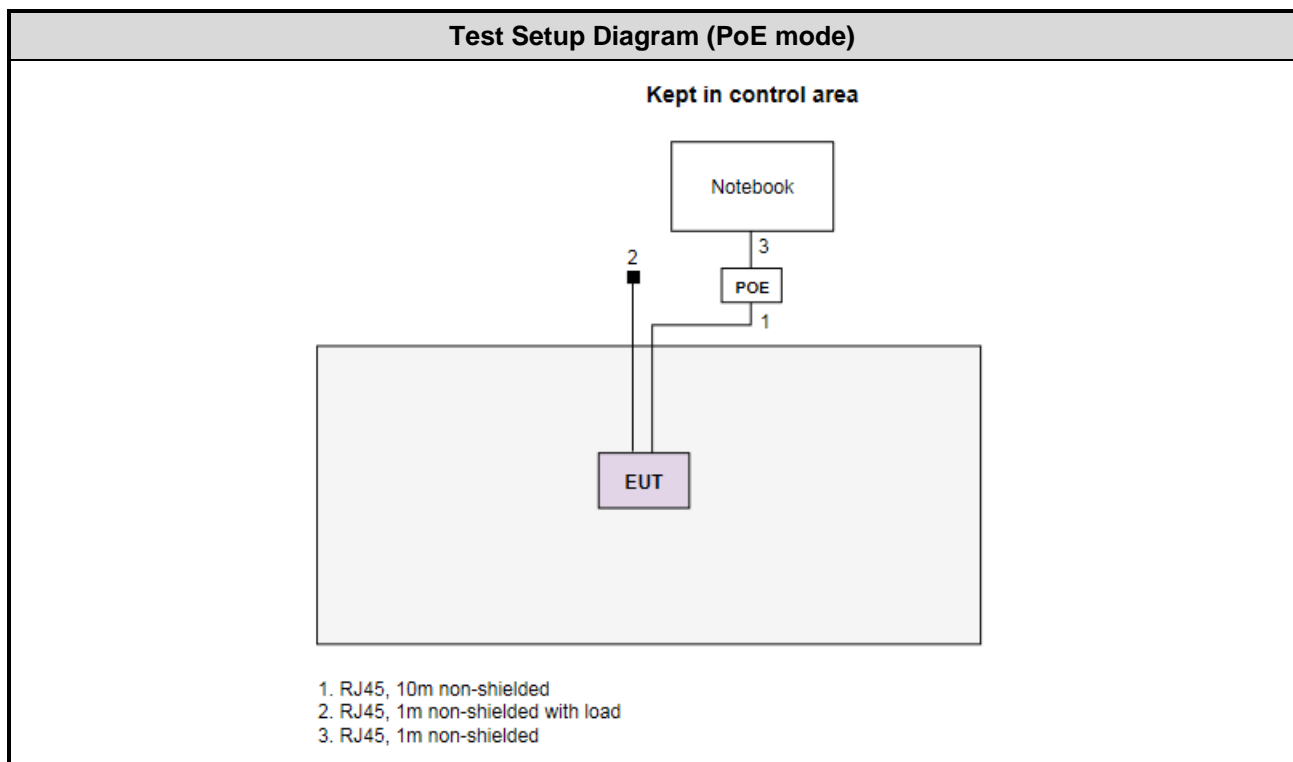 Test Setup Diagram (PoE mode)
Kept in control area
Notebook
3
2
POE
1
EUT
1. RJ45, 10m non-shielded
2. RJ45, 1m non-shielded with load
3. RJ45, 1m non-shielded